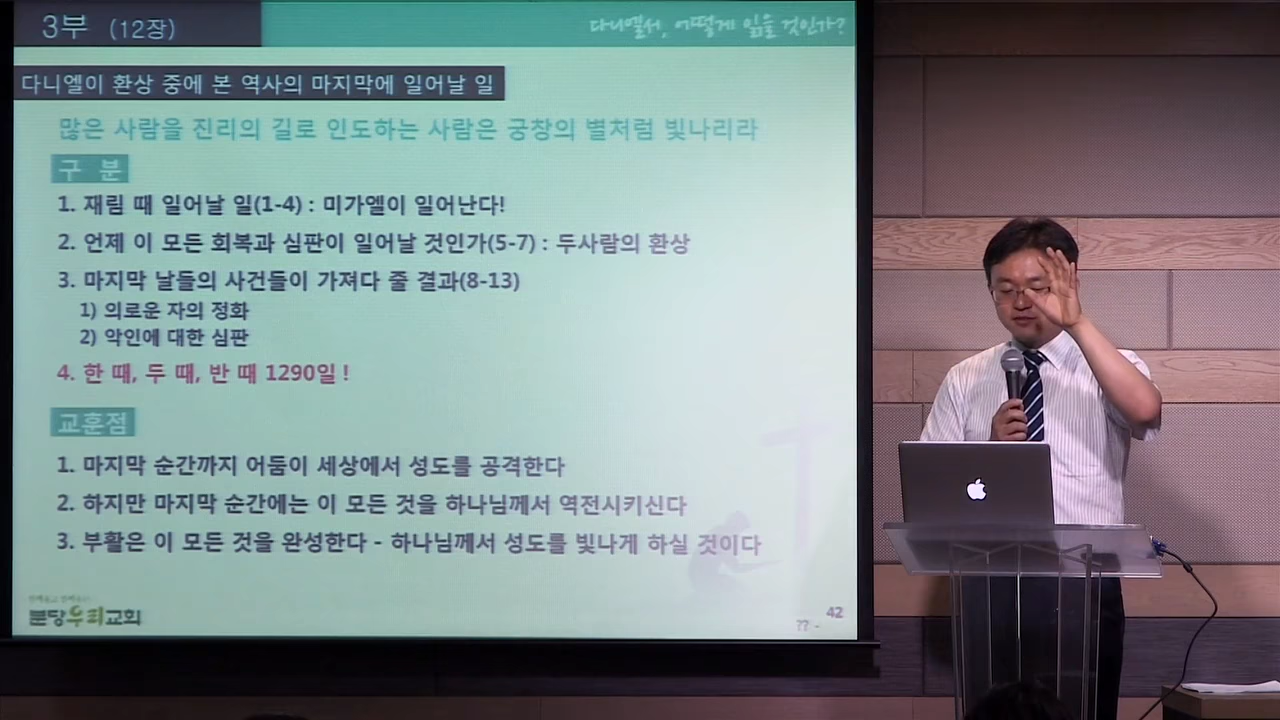 3부 (12장)
다니엘서, 어떻게 읽을 것인가?
다니엘이 환상 중에 본 역사의 마지막에 일어날 일
많은 사람을 진리의 길로 인도하는 사람은 궁창의 별처럼 빛나리라
구 분
1. 재림 때 일어날 일(1-4) : 미가엘이 일어난다!
2. 언제 이 모든 회복과 심판이 일어날 것인가(5-7) : 두사람의 환상
3. 마지막 날들의 사건들이 가져다 줄 결과(8-13)
1) 의로운 자의 정화
2) 악인에 대한 심판
4. 한 때, 두 때, 반 때 1290일 !
교훈점
1. 마지막 순간까지 어둠이 세상에서 성도를 공격한다
2. 하지만 마지막 순간에는 이 모든 것을 하나님께서 역전시키신다
3. 부활은 이 모든 것을 완성한다 - 하나님께서 성도를 빛나게 하실 것이다
분당우리교회
42
?? -